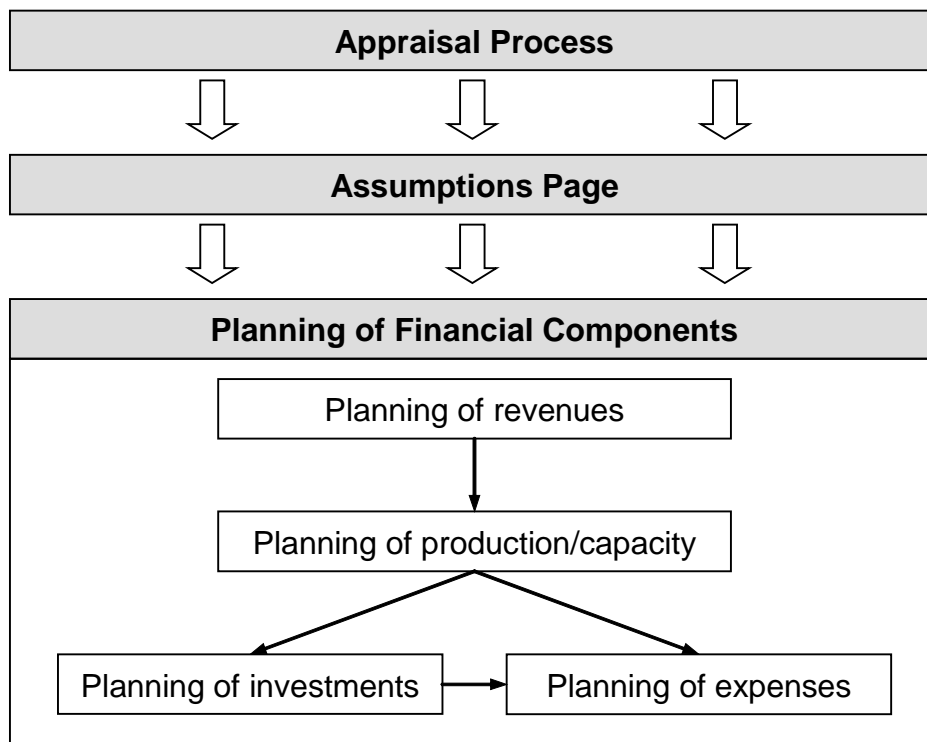 Appraisal Process
Assumptions Page
Planning of Financial Components
Planning of revenues
Planning of production/capacity
Planning of investments
Planning of expenses